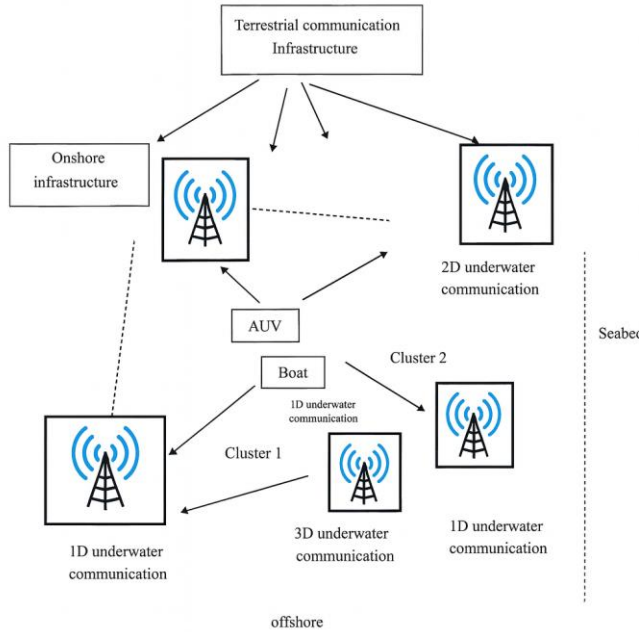 Terrestrial communication
Infrastructure
Onshore
infrastructure
2D underwater
communication
Seabed
AUV
Boat
Cluster 2
1D underwater
communication
Cluster 1
3D underwater
communication
1D underwater
communication
1D underwater
communication
offshore